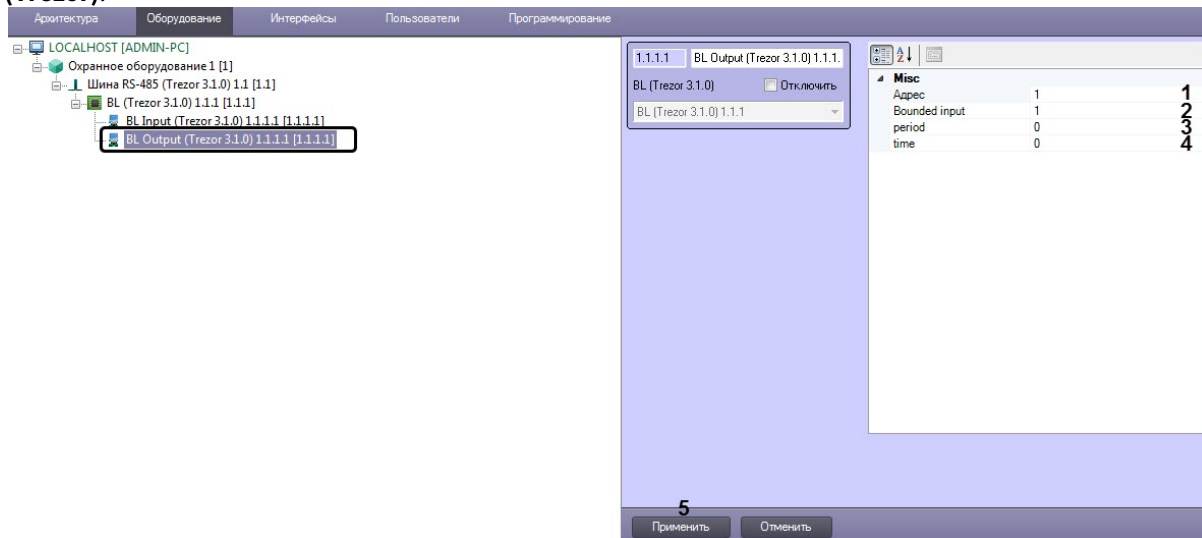 (Trezor).
Архитектура Оборудование Интерфейсы Пользователи Программирование
LOCALHOST [ADMIN-PC]
Охранное оборудование 1 [1]
Шина RS-485 (Trezor 3.1.0) 1.1 [1.1]
BL (Trezor 3.1.0) 1.1.1 [1.1.1]
BL Input (Trezor 3.1.0) 1.1.1.1 [1.1.1.1]
BL Output (Trezor 3.1.0) 1.1.1.1 [1.1.1.1]
1.1.1.1 BL Output (Trezor 3.1.0) 1.1.1.
BL (Trezor 3.1.0) Отключить
BL (Trezor 3.1.0) 1.1.1
Misc
Адрес 1 1
Bounded input 1 2
period 0 3
time 0 4
5
Применить Отменить